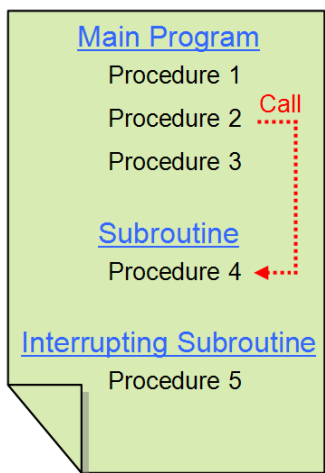 Main Program
Procedure 1
Procedure 2
Call
Procedure 3
Subroutine
Procedure 4
Interrupting Subroutine
Procedure 5